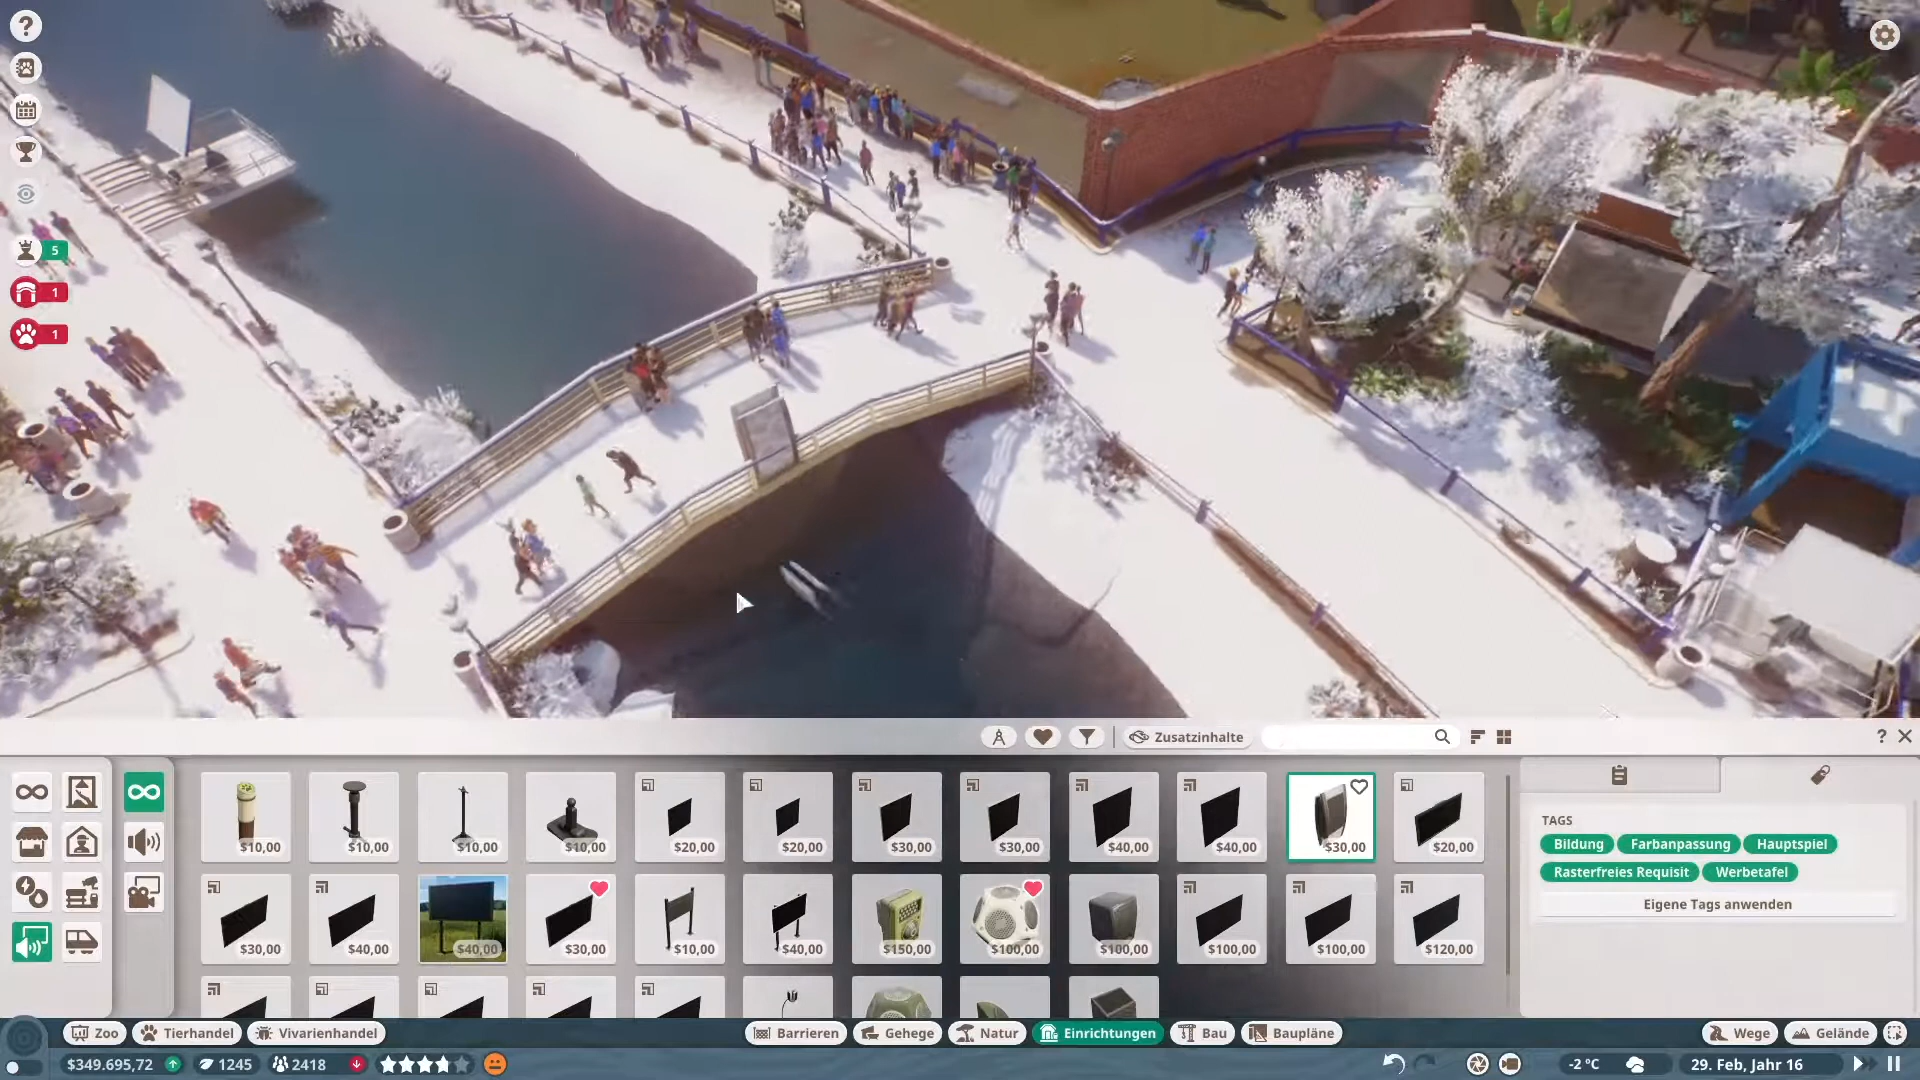 ?
5
1
1
Zusatzinhalte
?
$10,00
$10,00
$10,00
$10,00
$20,00
$20,00
$30,00
$30,00
$40,00
$40,00
$30,00
$20,00
TAGS
Bildung
Farbanpassung
Hauptspiel
Rasterfreies Requisit
Werbetafel
Eigene Tags anwenden
$30,00
$40,00
$40,00
$30,00
$10,00
$40,00
$150,00
$100,00
$100,00
$100,00
$100,00
$120,00
Zoo
Tierhandel
Vivarienhandel
Barrieren
Gehege
Natur
Einrichtungen
Bau
Baupläne
Wege
Gelände
$349.695,72
1245
2418
-2 °C
29. Feb, Jahr 16